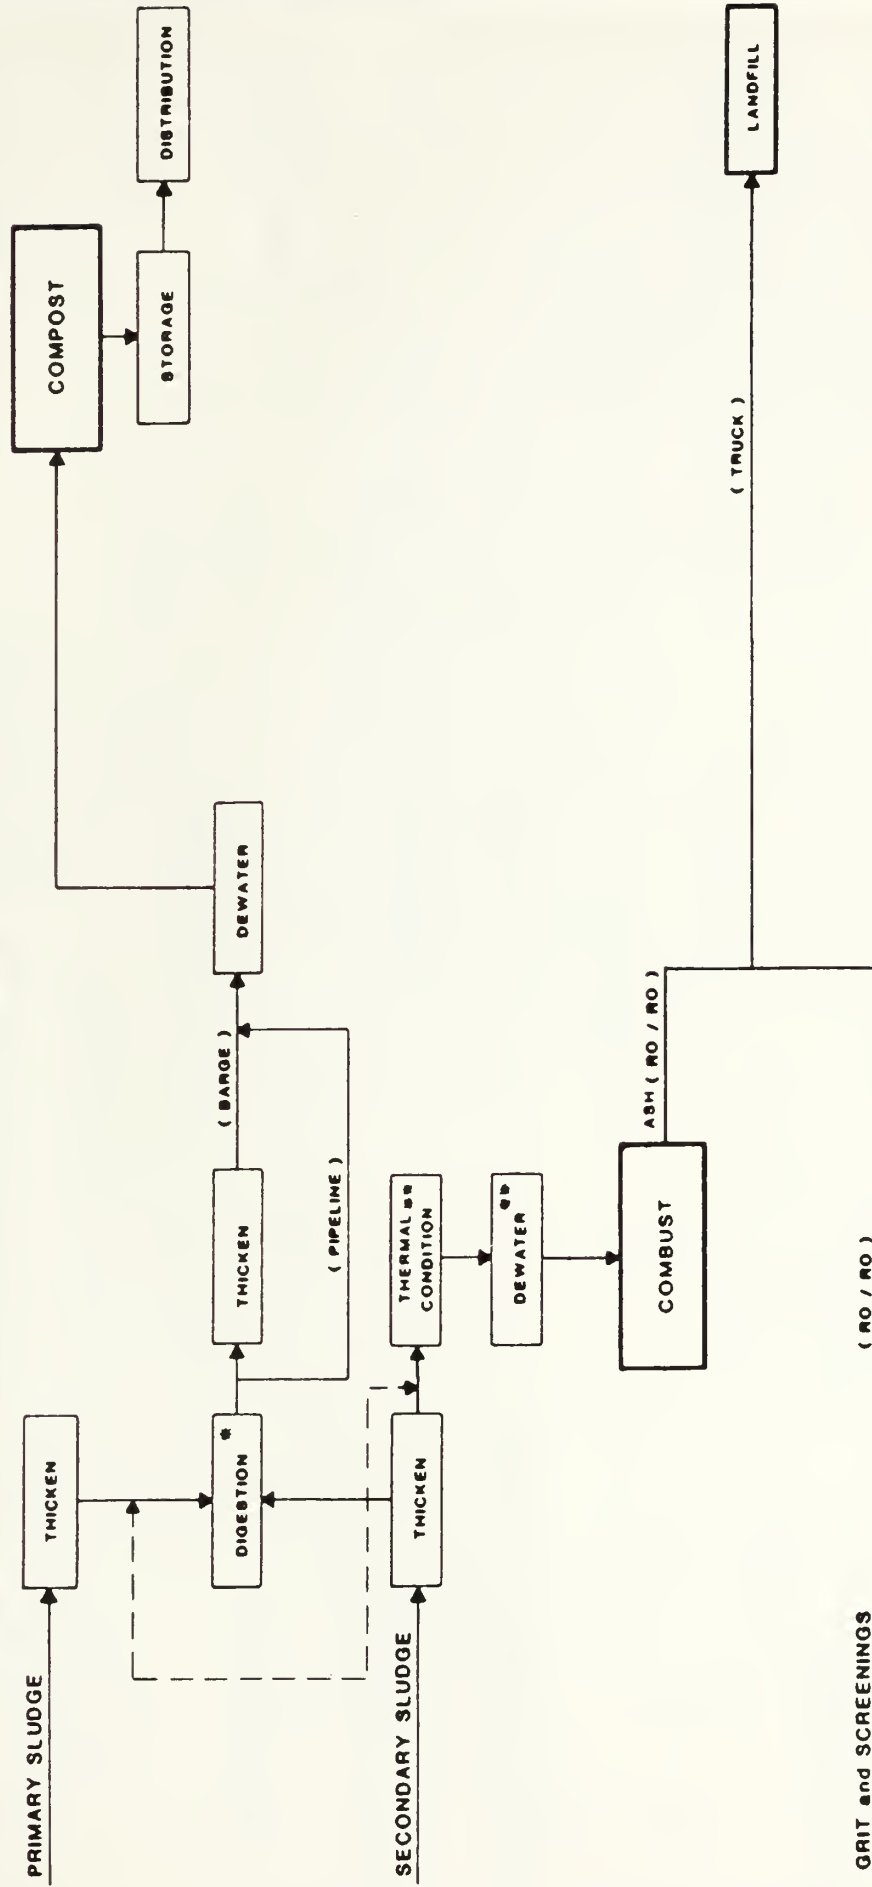 PRIMARY SLUDGE
THICKEN
DIGESTION *
THICKEN
( BARGE )
( PIPELINE )
DEWATER
COMPOST
STORAGE
DISTRIBUTION
SECONDARY SLUDGE
THICKEN
THERMAL **
CONDITION
DEWATER **
COMBUST
ASH ( RO / RO )
( TRUCK )
LANDFILL
GRIT and SCREENINGS
( RO / RO )